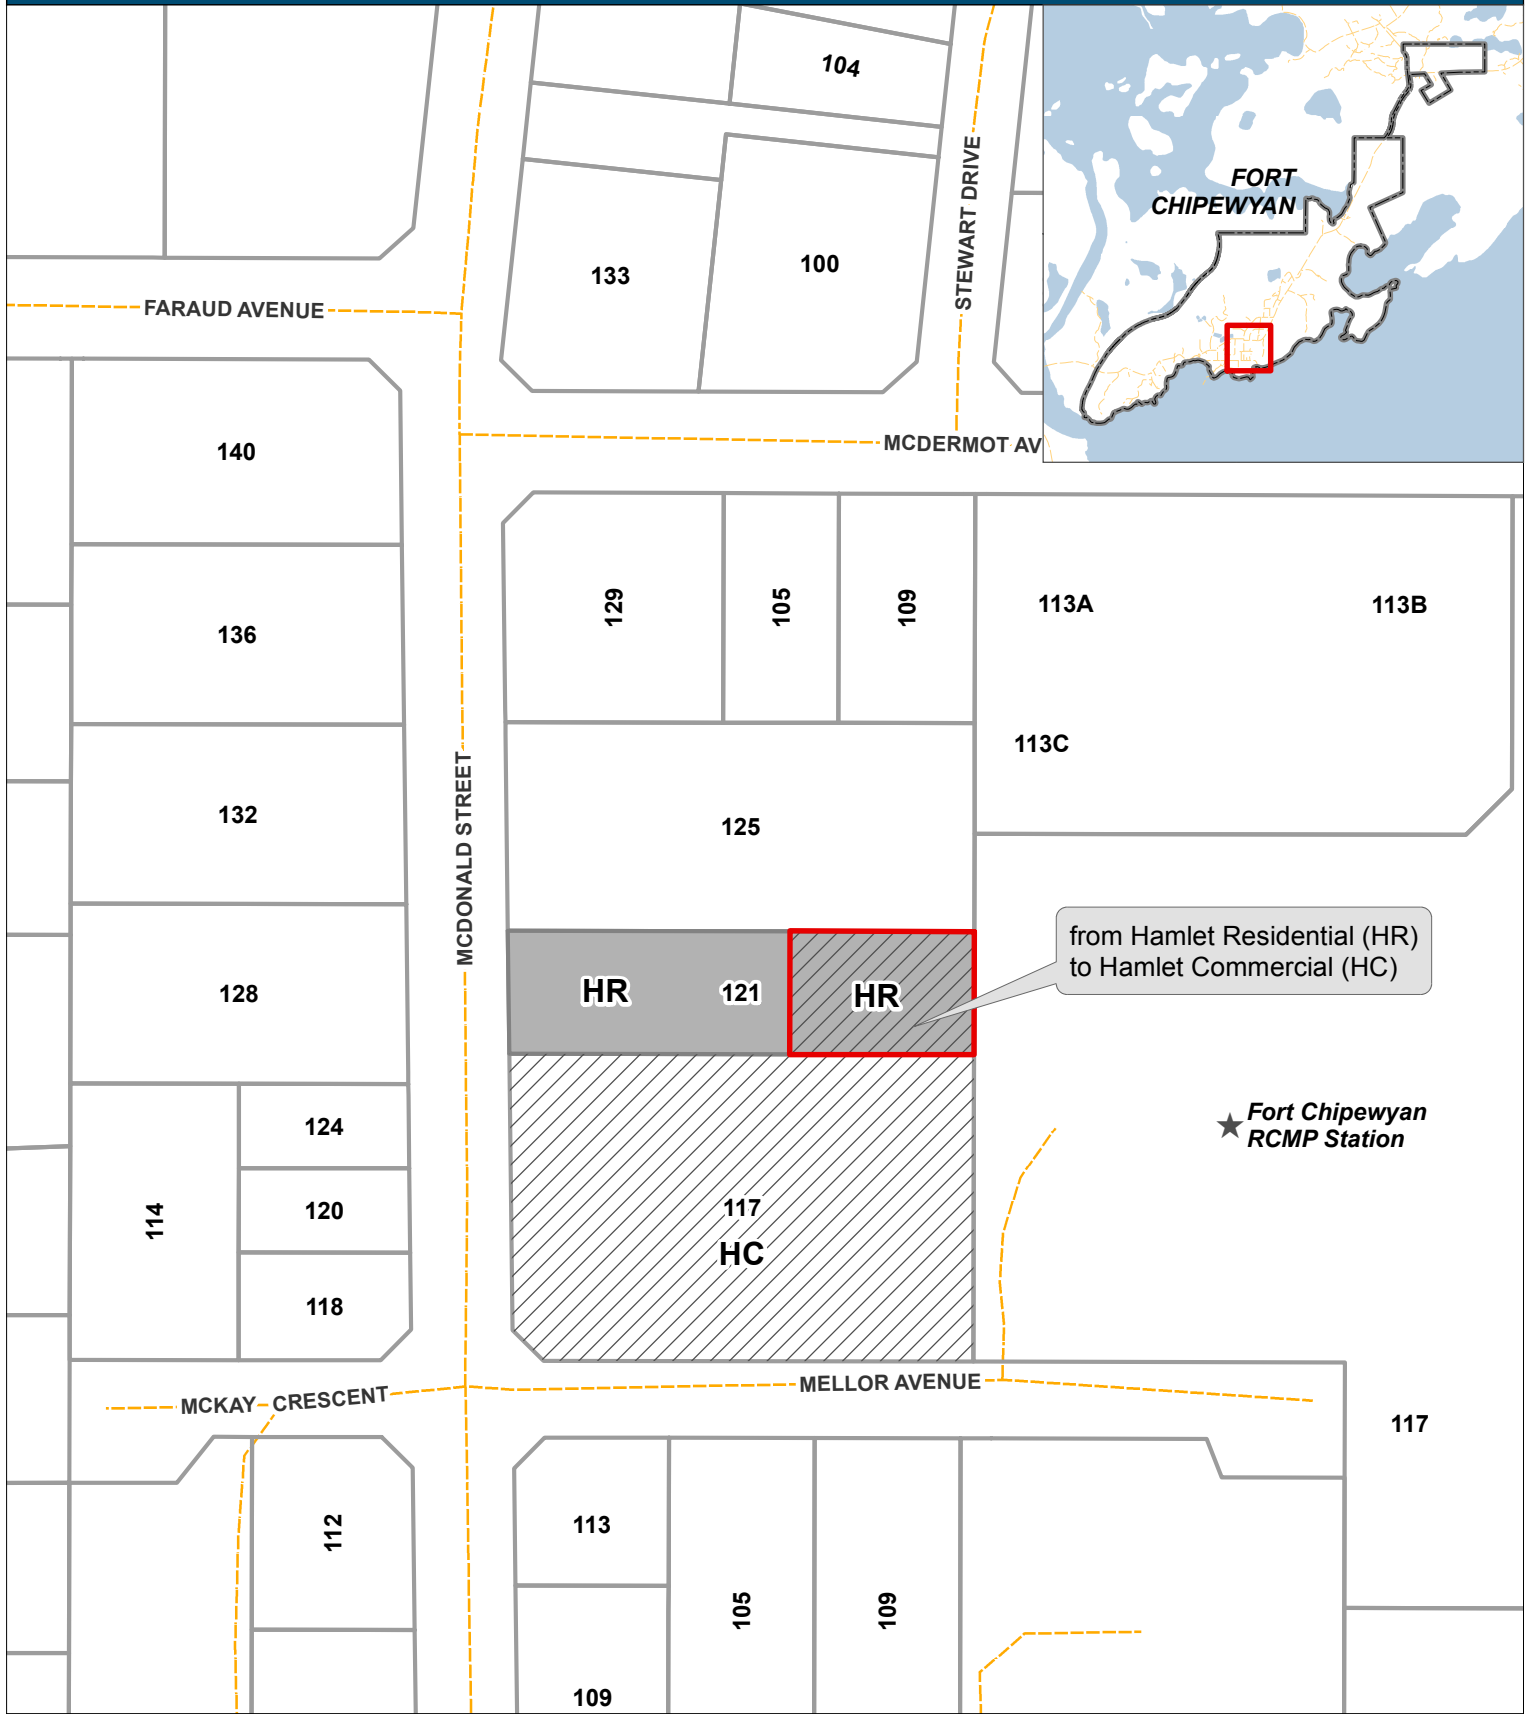 104
FORT
CHIPEWYAN
STEWART DRIVE
133
100
FARAUD AVENUE
140
MCDERMOT AV
129
105
109
113A
113B
136
113C
132
125
MCDONALD STREET
from Hamlet Residential (HR)
to Hamlet Commercial (HC)
128
HR
121
HR
Fort Chipewyan
RCMP Station
124
114
120
117
HC
118
MCKAY CRESCENT
MELLOR AVENUE
117
112
113
105
109
109